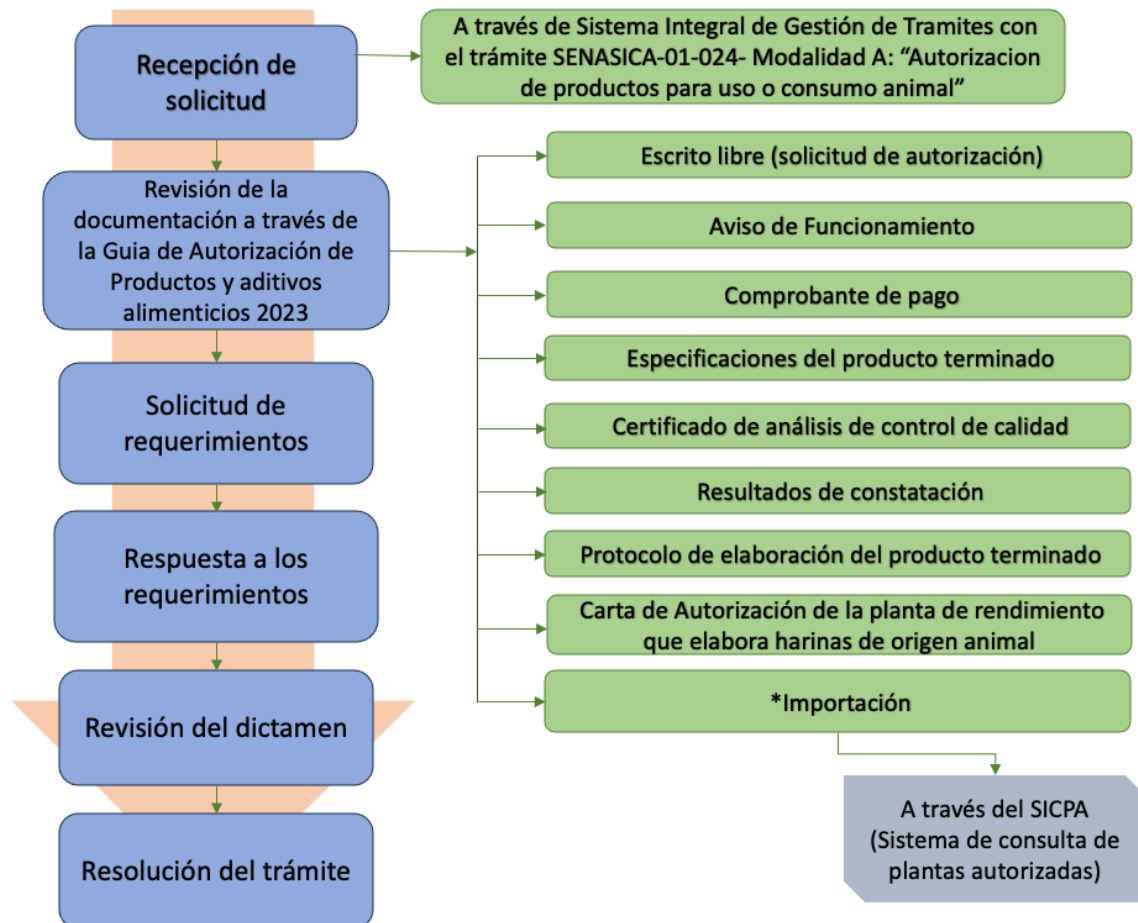 Recepción de
solicitud
A través de Sistema Integral de Gestión de Tramites con
el trámite SENASICA-01-024- Modalidad A: “Autorizacion
de productos para uso o consumo animal”
Revisión de la
documentación a través de
la Guia de Autorización de
Productos y aditivos
alimenticios 2023
Escrito libre (solicitud de autorización)
Aviso de Funcionamiento
Comprobante de pago
Especificaciones del producto terminado
Certificado de análisis de control de calidad
Resultados de constatación
Protocolo de elaboración del producto terminado
Carta de Autorización de la planta de rendimiento
que elabora harinas de origen animal
*Importación
A través del SICPA
(Sistema de consulta de
plantas autorizadas)
Solicitud de
requerimientos
Respuesta a los
requerimientos
Revisión del dictamen
Resolución del trámite